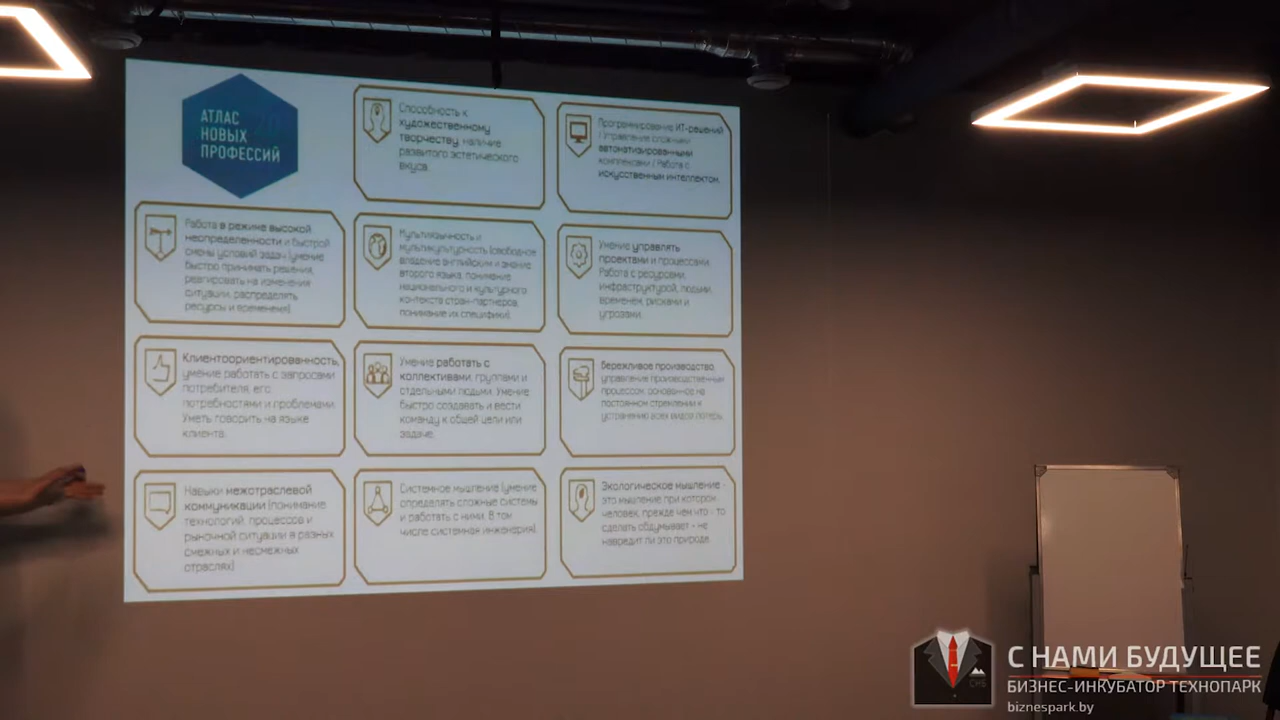 АТЛАС
НОВЫХ
ПРОФЕССИЙ
Способность к
художественному
творчеству, наличие
развитого эстетического
вкуса.
Программирование ИТ-решений
/ Управление сложными
автоматизированными
комплексами / Работа с
искусственным интеллектом.
Работа в режиме высокой
неопределенности и быстрой
смены условий задач (умение
быстро принимать решения,
реагировать на изменения
ситуации, распределять
ресурсы и временем)
Мультиязычность и
мультикультурность (свободное
владение английским и знание
второго языка, понимание
национального и культурного
контекста стран-партнеров,
понимание их специфики).
Умение управлять
проектами и процессами.
Работа с ресурсами,
инфраструктурой, людьми,
временем, рисками и
угрозами.
Клиентоориентированность,
умение работать с запросами
потребителя, его
потребностями и проблемами.
Уметь говорить на языке
клиента.
Умение работать с
коллективами, группами и
отдельными людьми. Умение
быстро создавать и вести
команду к общей цели или
задаче.
Бережливое производство,
управление производственным
процессом, основанное на
постоянном стремлении к
устранению всех видов потерь.
Навыки межотраслевой
коммуникации (понимание
технологий, процессов и
рыночной ситуации в разных
смежных и несмежных
отраслях)
Системное мышление (умение
определять сложные системы
и работать с ними. В том
числе системная инженерия).
Экологическое мышление -
это мышление при котором
человек, прежде чем что - то
сделать обдумывает - не
навредит ли это природе.
С НАМИ БУДУЩЕЕ
БИЗНЕС-ИНКУБАТОР ТЕХНОПАРК
biznespark.by